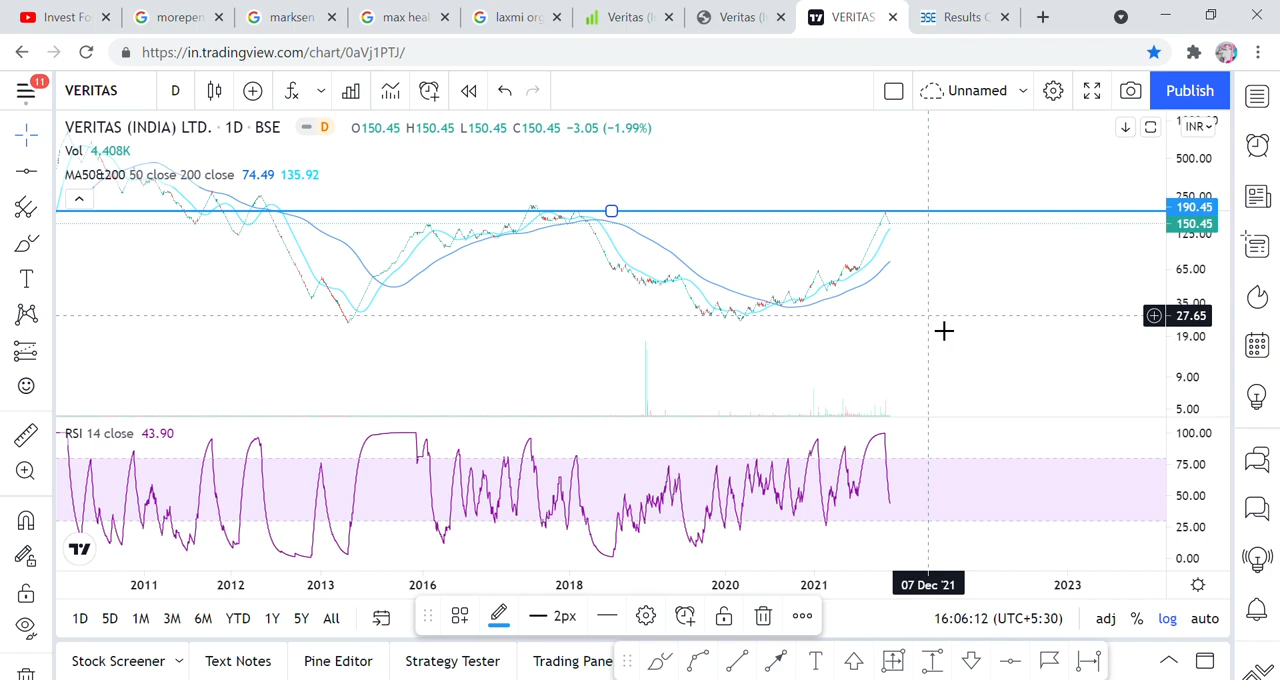 Invest Fo
morepen
marksen
max heal
laxmi org
Veritas (I
Veritas (I
VERITAS
Results C
https://in.tradingview.com/chart/0aVj1PTJ/
11
VERITAS
D
Unnamed
Publish
VERITAS (INDIA) LTD. · 1D · BSE
D
O150.45 H150.45 L150.45 C150.45 −3.05 (−1.99%)
INR
Vol 4.408K
500.00
MA50&200 50 close 200 close 74.49 135.92
250.00
190.45
150.45
125.00
65.00
35.00
27.65
19.00
9.00
5.00
RSI 14 close 43.90
100.00
75.00
50.00
25.00
0.00
2011
2012
2013
2016
2018
2020
2021
07 Dec '21
2023
1D
5D
1M
3M
6M
YTD
1Y
5Y
All
2px
16:06:12 (UTC+5:30)
adj
%
log
auto
Stock Screener
Text Notes
Pine Editor
Strategy Tester
Trading Pane